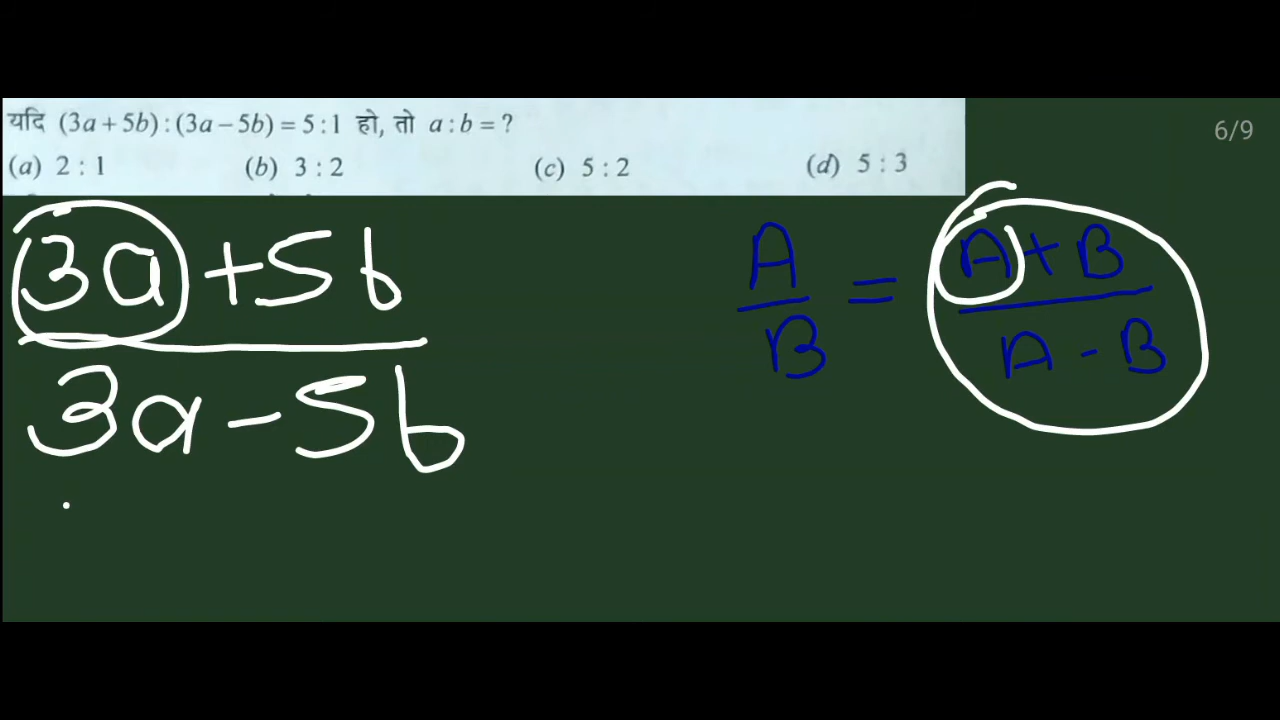 यदि (3a+5b):(3a−5b)=5:1 हो, तो a:b=?
(a) 2:1 (b) 3:2 (c) 5:2 (d) 5:3
6/9
3a+5b
3a-5b
A
B
=
A+B
A-B